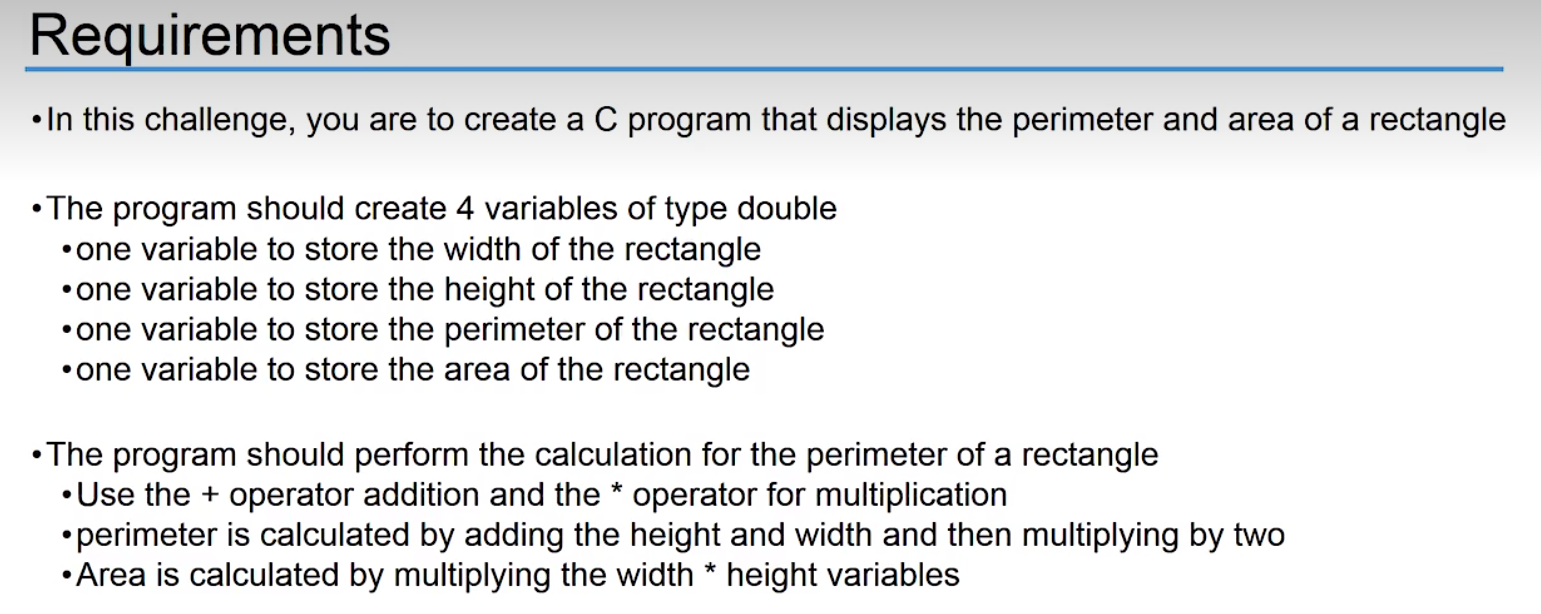 Requirements
•In this challenge, you are to create a C program that displays the perimeter and area of a rectangle
•The program should create 4 variables of type double
•one variable to store the width of the rectangle
•one variable to store the height of the rectangle
•one variable to store the perimeter of the rectangle
•one variable to store the area of the rectangle
•The program should perform the calculation for the perimeter of a rectangle
•Use the + operator addition and the * operator for multiplication
•perimeter is calculated by adding the height and width and then multiplying by two
•Area is calculated by multiplying the width * height variables